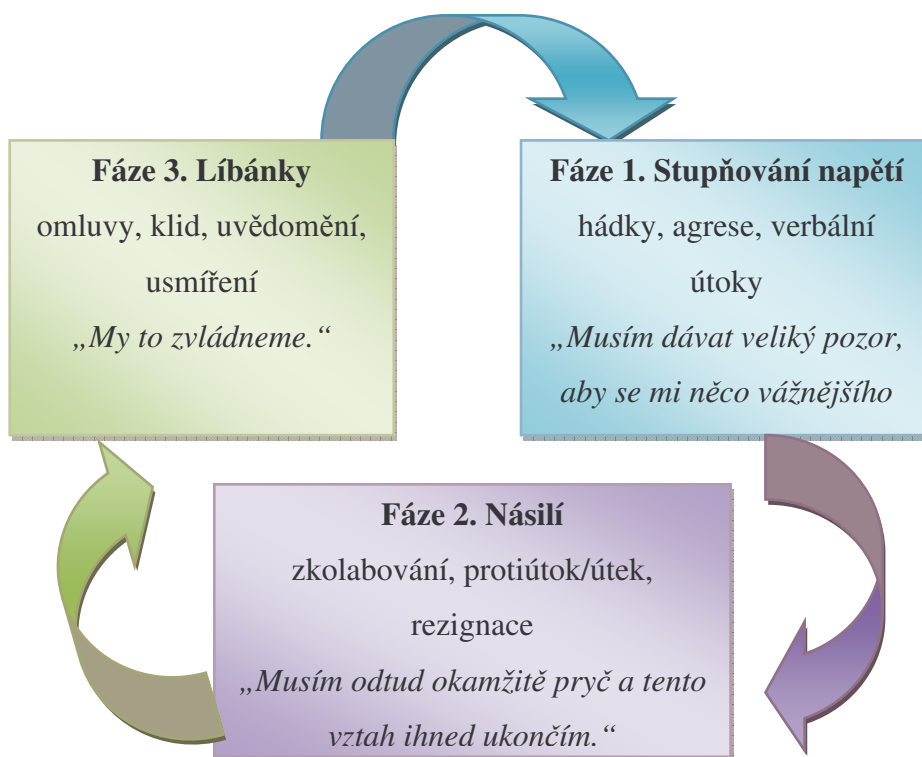 Fáze 3. Líbánky
omluvy, klid, uvědomění,
usmíření
„My to zvládneme.“
Fáze 1. Stupňování napětí
hádky, agrese, verbální
útoky
„Musím dávat veliký pozor,
aby se mi něco vážnějšího
Fáze 2. Násilí
zkolabování, protiútok/útek,
rezignace
„Musím odtud okamžitě pryč a tento
vztah ihned ukončím.“